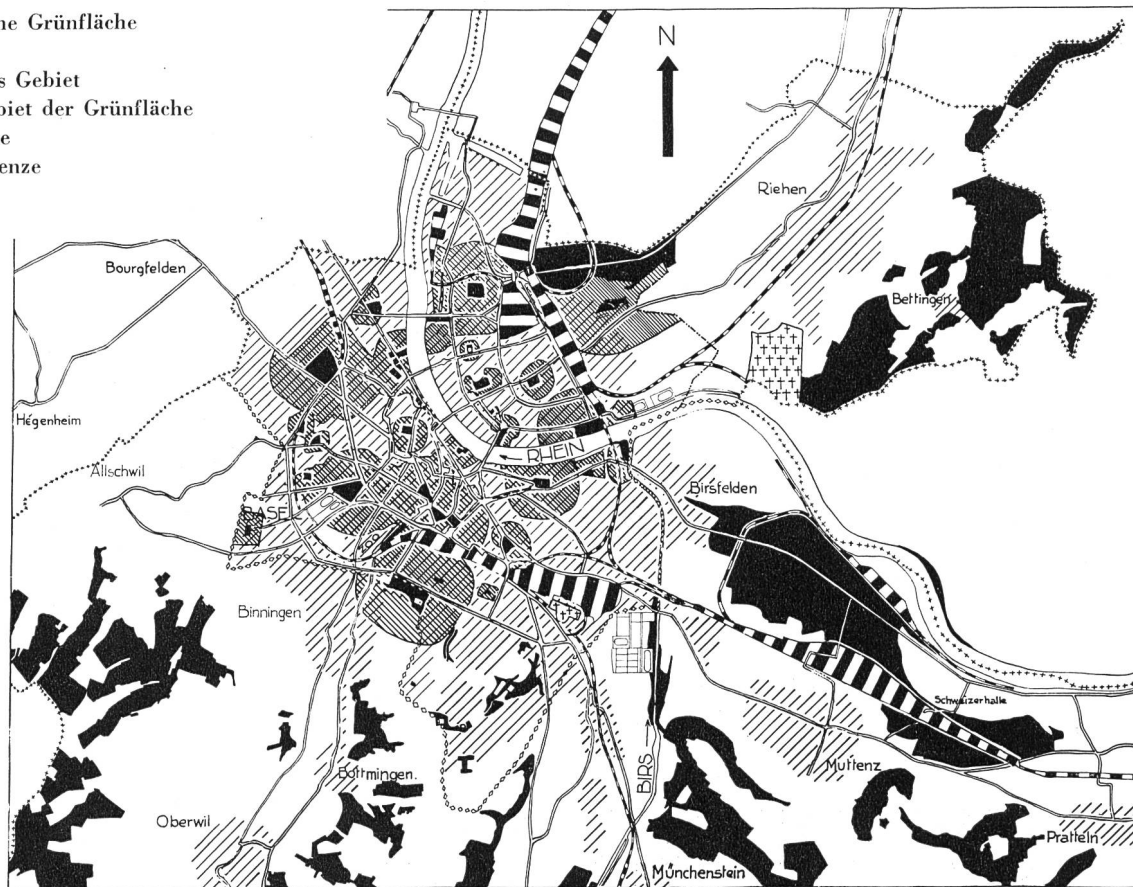 ne Grünfläche
s Gebiet
biet der Grünfläche
e
enze
N
Riehen
Bourgfelden
Bettingen
Hégenheim
RHEIN
Allschwil
Birsfelden
BASEL
Binningen
Schweizerhalle
Bottmingen.
BIRS
Muttenz
Oberwil
Pratteln
Münchenstein